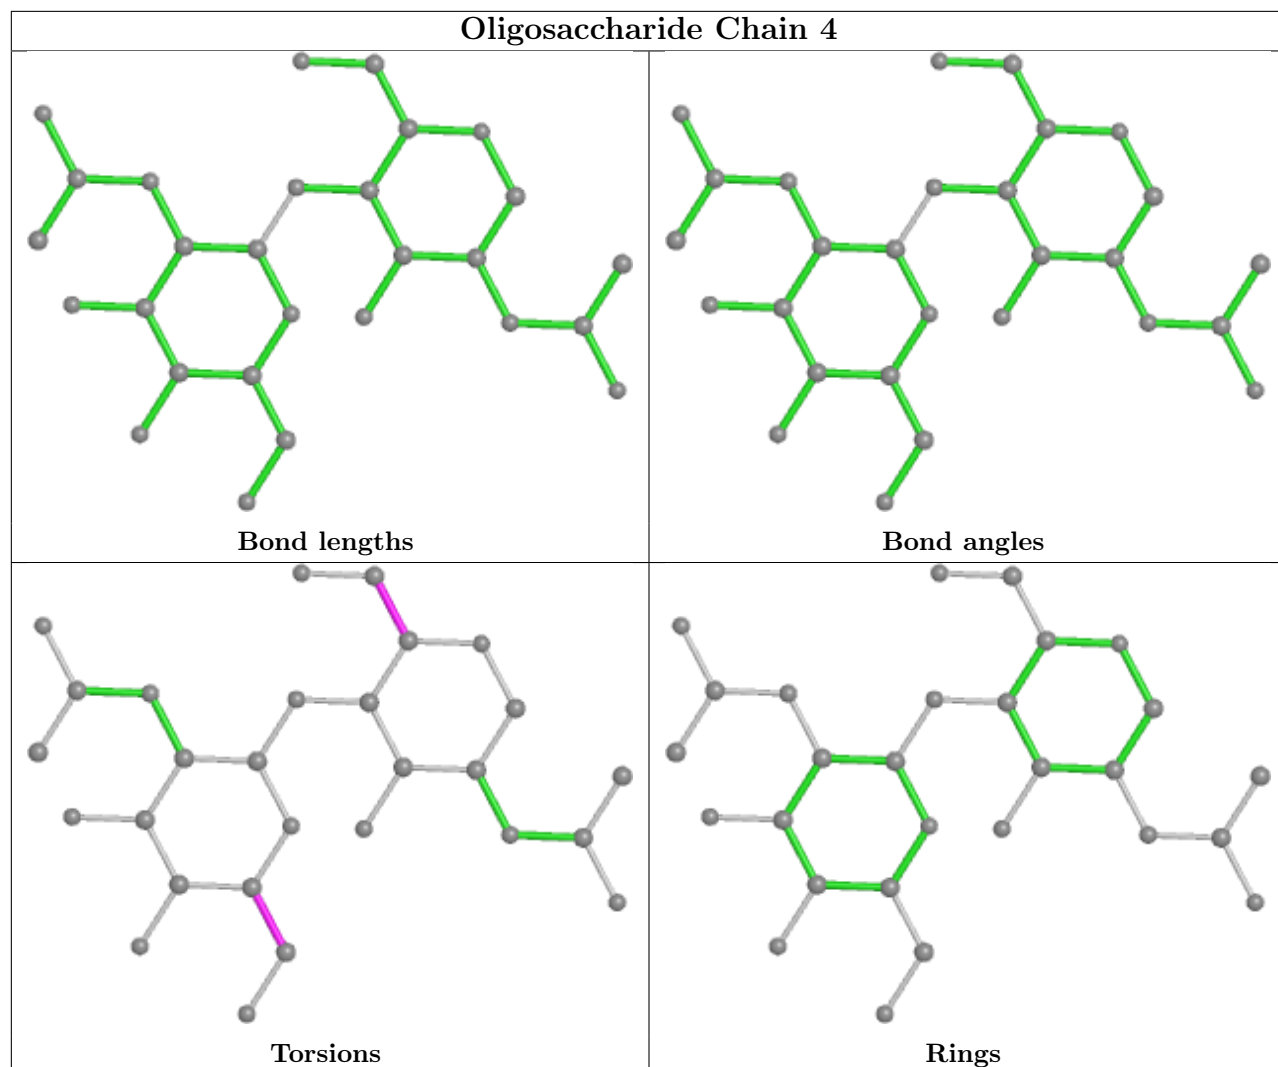 Oligosaccharide Chain 4
Bond lengths
Bond angles
Torsions
Rings